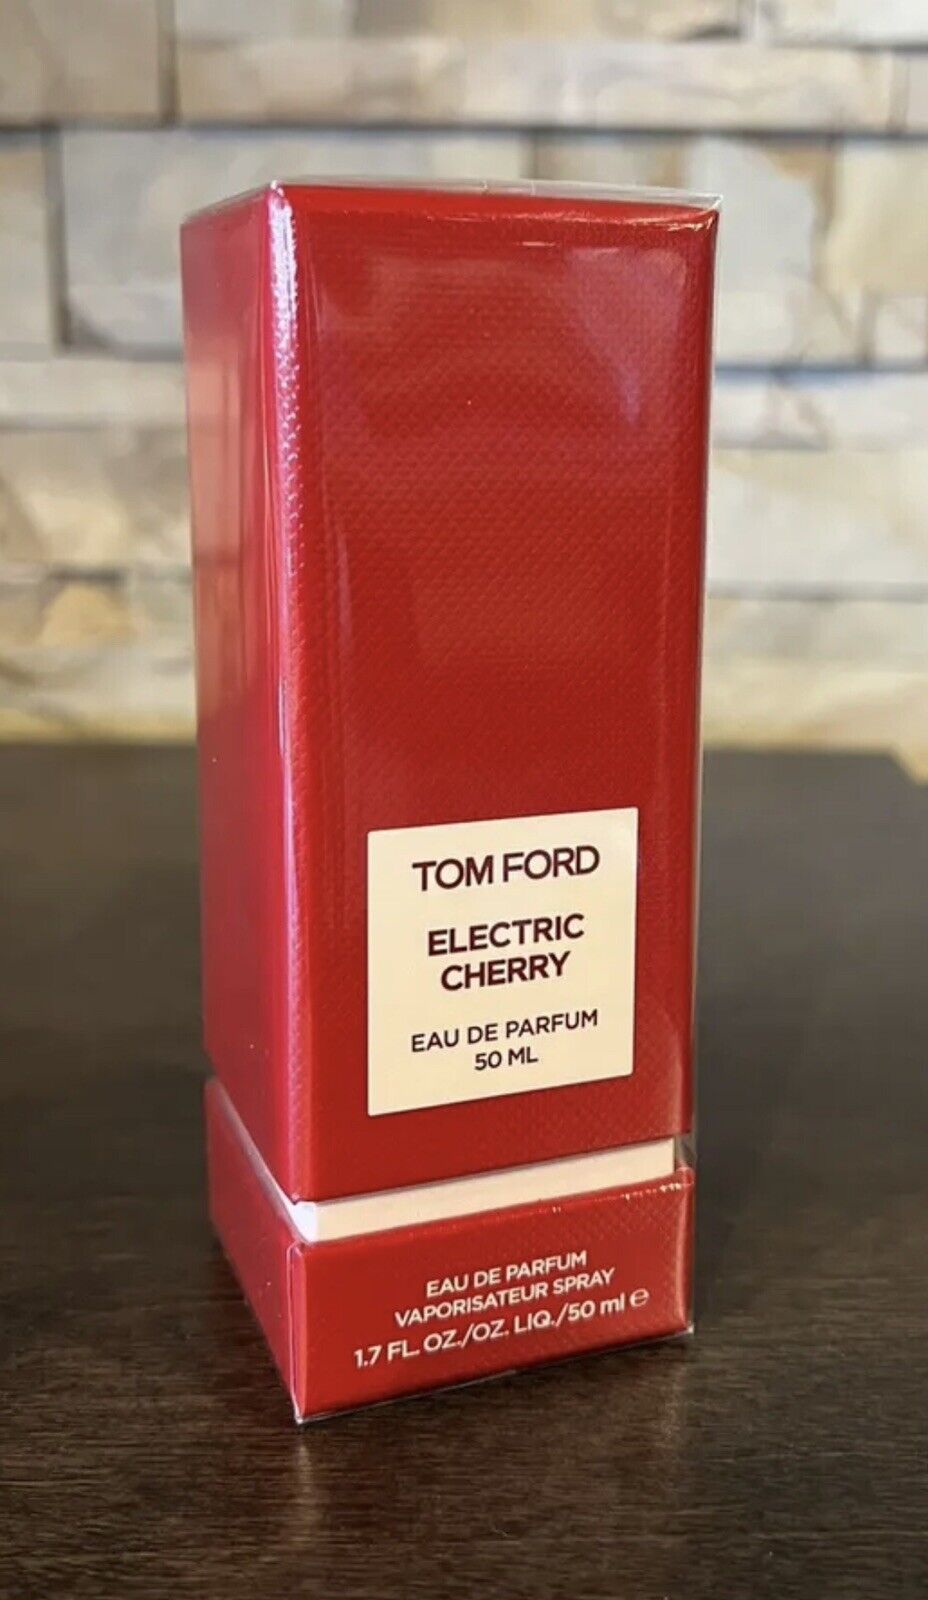 TOM FORD
ELECTRIC
CHERRY
EAU DE PARFUM
50 ML
EAU DE PARFUM
VAPORISATEUR SPRAY
1.7 FL. OZ./OZ. LIQ./50 ml ℮